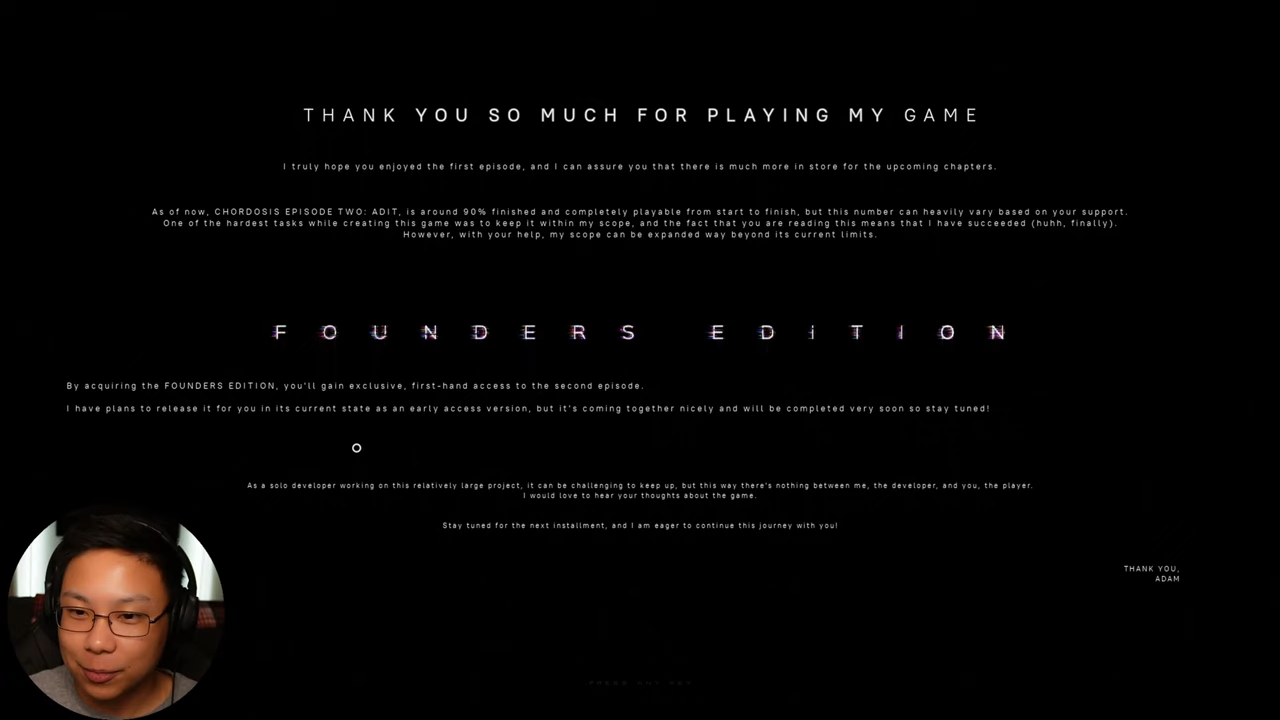 THANK YOU SO MUCH FOR PLAYING MY GAME
I truly hope you enjoyed the first episode, and I can assure you that there is much more in store for the upcoming chapters.
As of now, CHORDOSIS EPISODE TWO: ADIT, is around 90% finished and completely playable from start to finish, but this number can heavily vary based on your support.
One of the hardest tasks while creating this game was to keep it within my scope, and the fact that you are reading this means that I have succeeded (huhh, finally).
However, with your help, my scope can be expanded way beyond its current limits.
FOUNDERS EDiTION
By acquiring the FOUNDERS EDITION, you'll gain exclusive, first-hand access to the second episode.
I have plans to release it for you in its current state as an early access version, but it's coming together nicely and will be completed very soon so stay tuned!
As a solo developer working on this relatively large project, it can be challenging to keep up, but this way there's nothing between me, the developer, and you, the player.
I would love to hear your thoughts about the game.
Stay tuned for the next installment, and I am eager to continue this journey with you!
THANK YOU,
ADAM